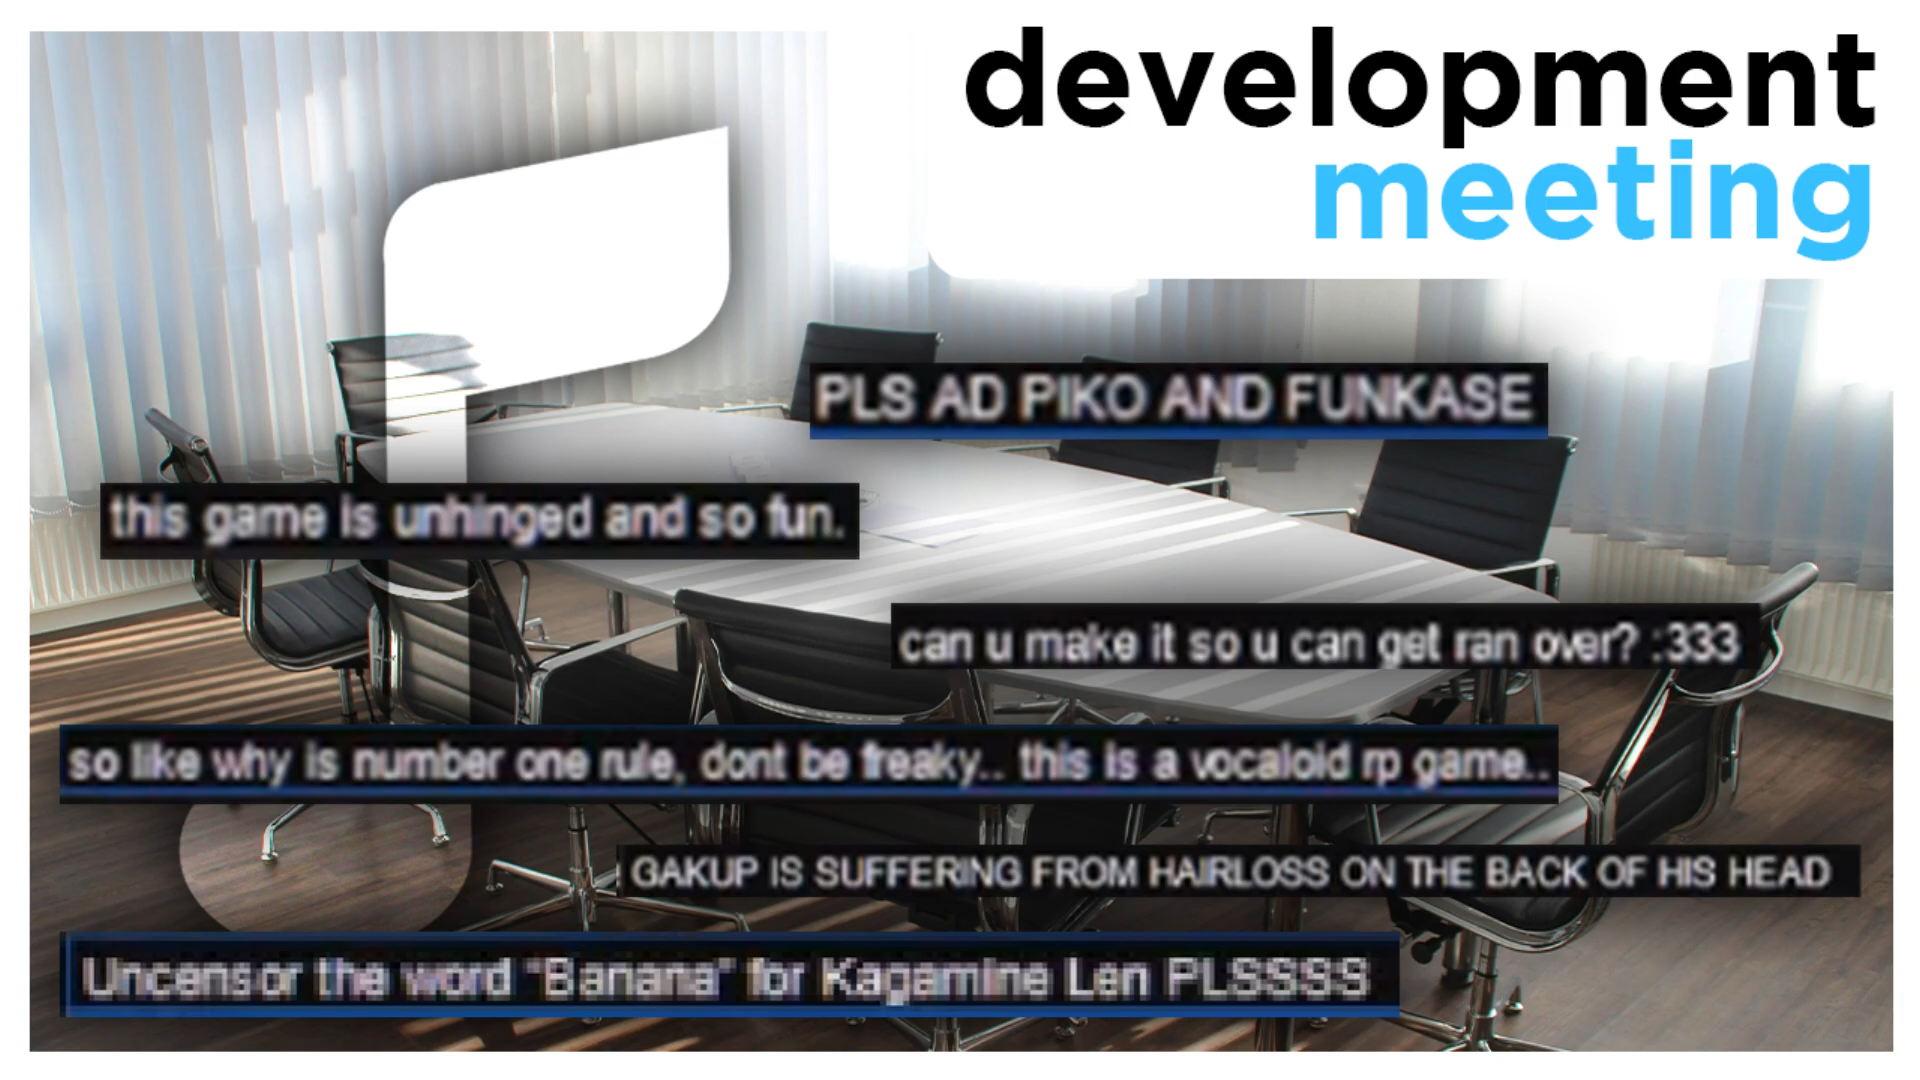 development
meeting
PLS AD PIKO AND FUNKASE
this game is unhinged and so fun.
can u make it so u can get ran over? :333
so like why is number one rule, dont be freaky.. this is a vocaloid rp game..
GAKUP IS SUFFERING FROM HAIRLOSS ON THE BACK OF HIS HEAD
Uncensor the word "Banana" for Kagamine Len PLSSSS